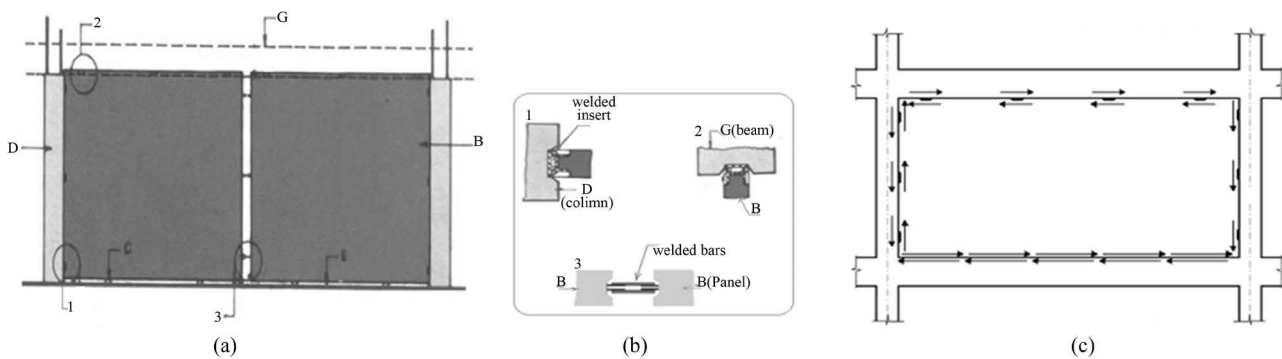 2
G
D
B
1
3
welded
insert
1
D
(colimn)
2
G(beam)
B
welded bars
3
B
B(Panel)
(a)
(b)
(c)